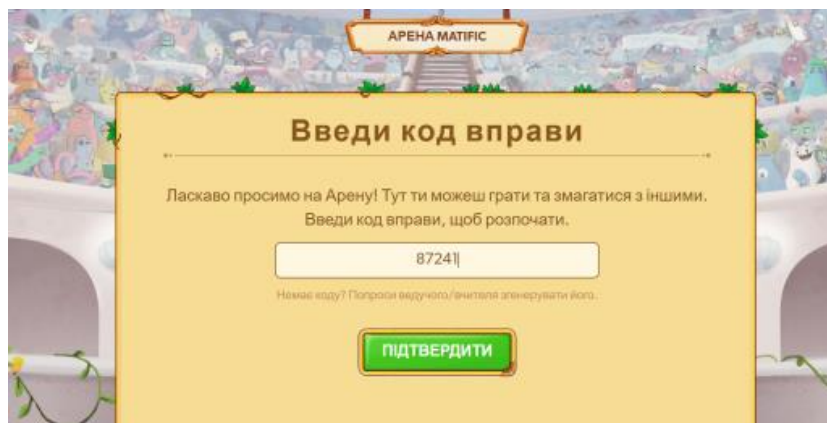 АРЕНА MATIFIC
Введи код вправи
Ласкаво просимо на Арену! Тут ти можеш грати та змагатися з іншими.
Введи код вправи, щоб розпочати.
87241
Немає коду? Попроси ведучого/вчителя згенерувати його.
ПІДТВЕРДИТИ